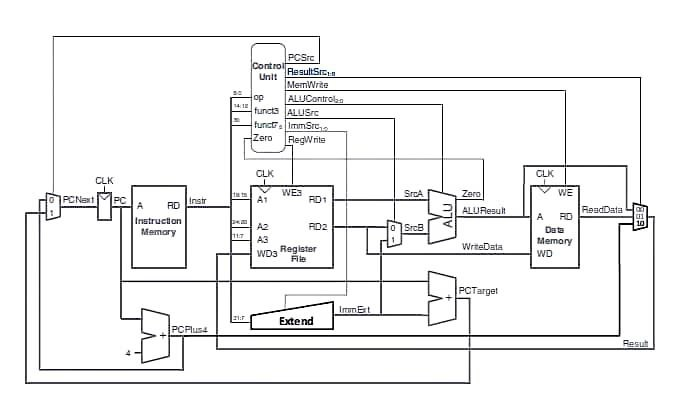 PCSrc
Control
Unit
ResultSrc1:0
MemWrite
5:0
op
ALUControl2:0
14:12
funct3
ALUSrc
30
funct75
ImmSrc1:0
Zero
RegWrite
CLK
CLK
CLK
0
1
PCNext
PC
A
RD
Instr
Instruction
Memory
19:15
A1
WE3
RD1
SrcA
Zero
WE
24:20
A2
RD2
0
1
SrcB
ALU
ALUResult
A
RD
ReadData
00
01
10
11:7
A3
WD3
Register
File
WriteData
Data
Memory
WD
31:7
Extend
ImmExt
+
PCTarget
+
PCPlus4
4
Result